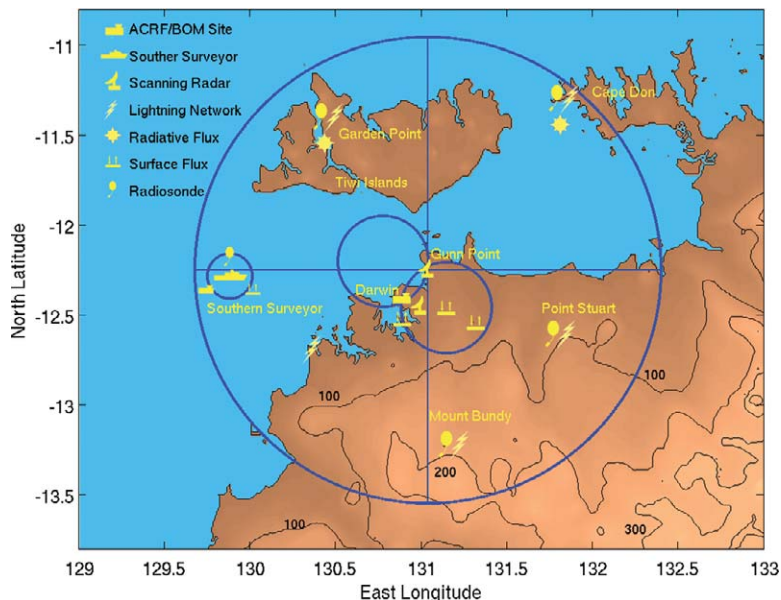 -11
-11.5
-12
-12.5
-13
-13.5
North Latitude
ACRF/BOM Site
Souther Surveyor
Scanning Radar
Lightning Network
Radiative Flux
Surface Flux
Radiosonde
Cape Don
Garden Point
Tiwi Islands
Gunn Point
Darwin
Southern Surveyor
Point Stuart
100
100
Mount Bundy
200
100
300
129 129.5 130 130.5 131 131.5 132 132.5 133
East Longitude